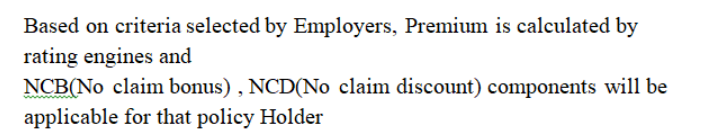 Based on criteria selected by Employers, Premium is calculated by
rating engines and
NCB(No claim bonus) , NCD(No claim discount) components will be
applicable for that policy Holder